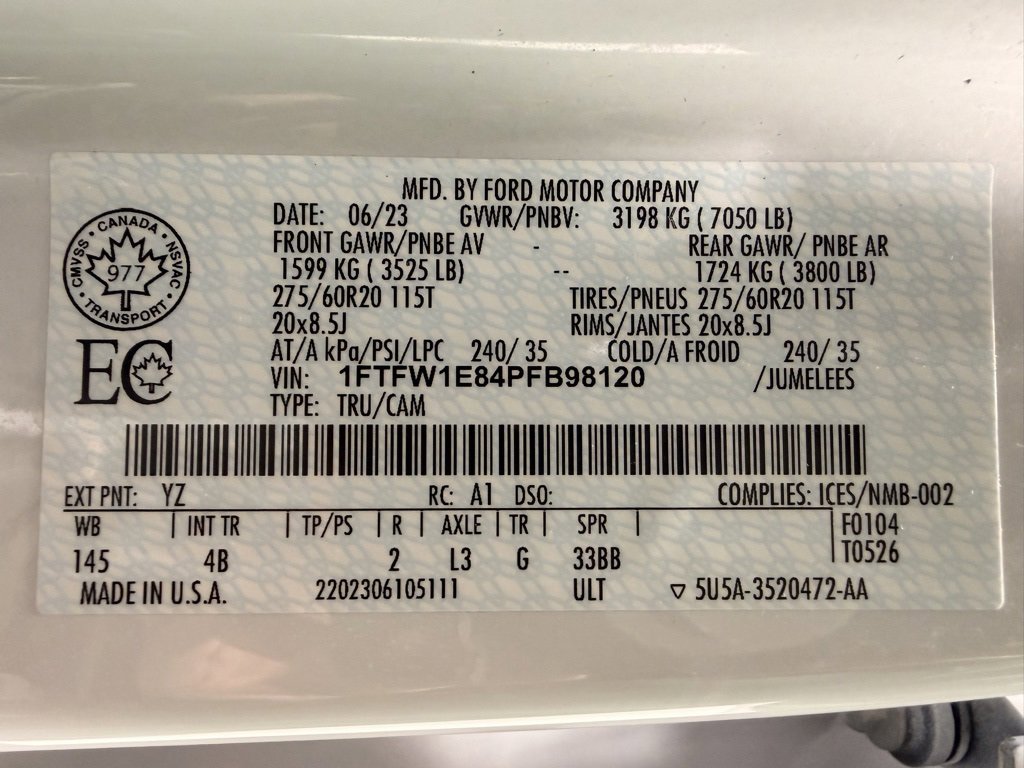 MFD. BY FORD MOTOR COMPANY
DATE: 06/23 GVWR/PNBV: 3198 KG ( 7050 LB)
FRONT GAWR/PNBE AV - REAR GAWR/ PNBE AR
1599 KG ( 3525 LB) -- 1724 KG ( 3800 LB)
275/60R20 115T TIRES/PNEUS 275/60R20 115T
20x8.5J RIMS/JANTES 20x8.5J
AT/A kPa/PSI/LPC 240/ 35 COLD/A FROID 240/ 35
VIN: 1FTFW1E84PFB98120 /JUMELEES
TYPE: TRU/CAM
CANADA
CMVSS • NSVAC
977
TRANSPORT
EC
EXT PNT: YZ RC: A1 DSO: COMPLIES: ICES/NMB-002
WB | INT TR | TP/PS | R | AXLE | TR | SPR | F0104
145 4B 2 L3 G 33BB T0526
MADE IN U.S.A. 2202306105111 ULT ▽ 5U5A-3520472-AA